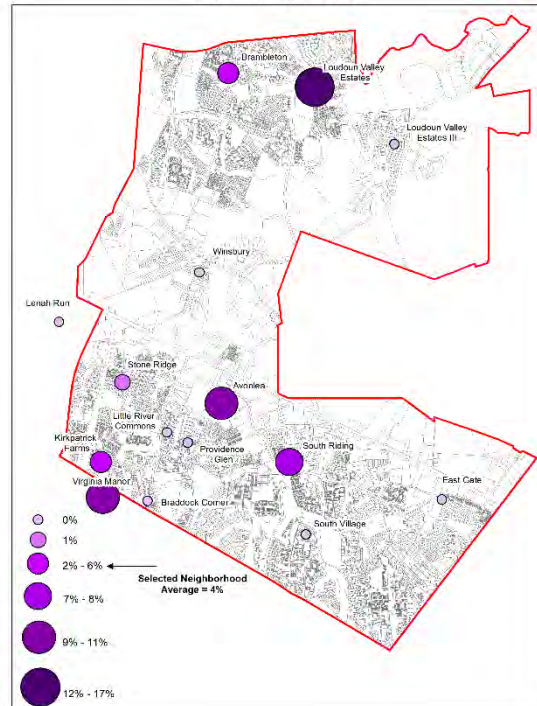 Brambleton
Loudoun Valley
Estates
Loudoun Valley
Estates III
Winsbury
Lenah Run
Stone Ridge
Avonlea
Little River
Commons
Kirkpatrick
Farms
Providence
Glen
South Riding
Virginia Manor
Braddock Corner
East Gate
South Village
0%
1%
2% - 6%
Selected Neighborhood
Average = 4%
7% - 8%
9% - 11%
12% - 17%